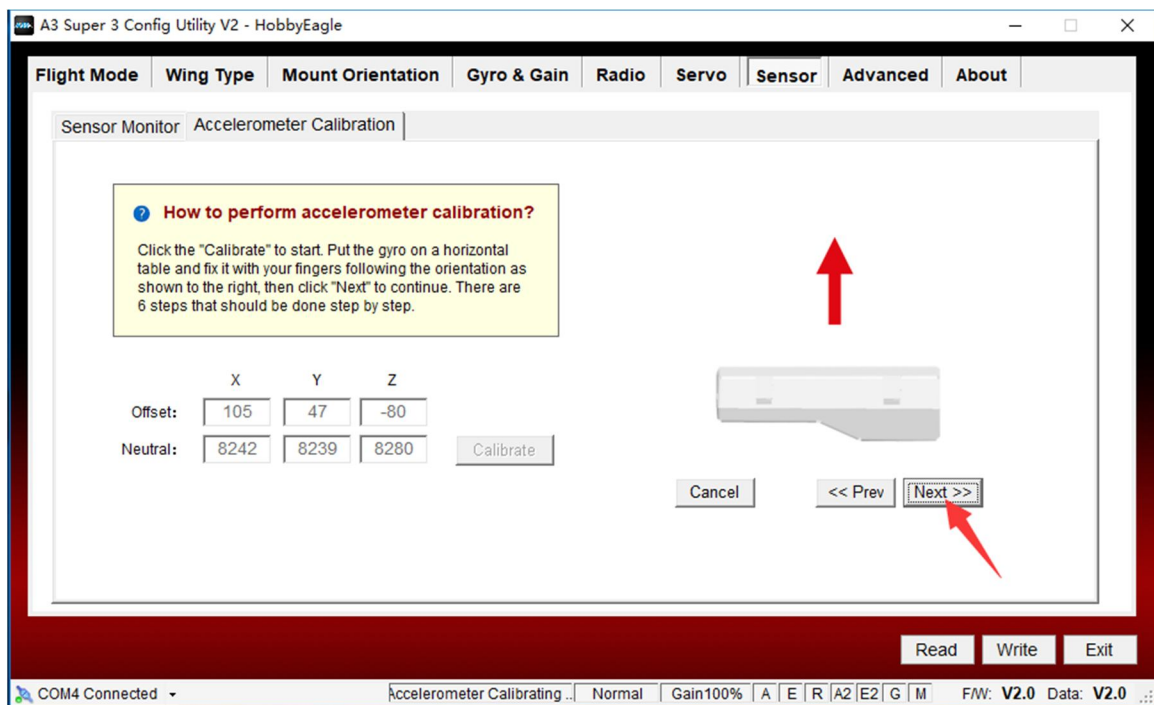 A3 Super 3 Config Utility V2 - HobbyEagle
Flight Mode Wing Type Mount Orientation Gyro & Gain Radio Servo Sensor Advanced About
Sensor Monitor Accelerometer Calibration
How to perform accelerometer calibration?
Click the "Calibrate" to start. Put the gyro on a horizontal
table and fix it with your fingers following the orientation as
shown to the right, then click "Next" to continue. There are
6 steps that should be done step by step.
X Y Z
Offset: 105 47 -80
Neutral: 8242 8239 8280 Calibrate
Cancel << Prev Next >>
Read Write Exit
COM4 Connected Accelerometer Calibrating .. Normal Gain100% A E R A2 E2 G M F/W: V2.0 Data: V2.0